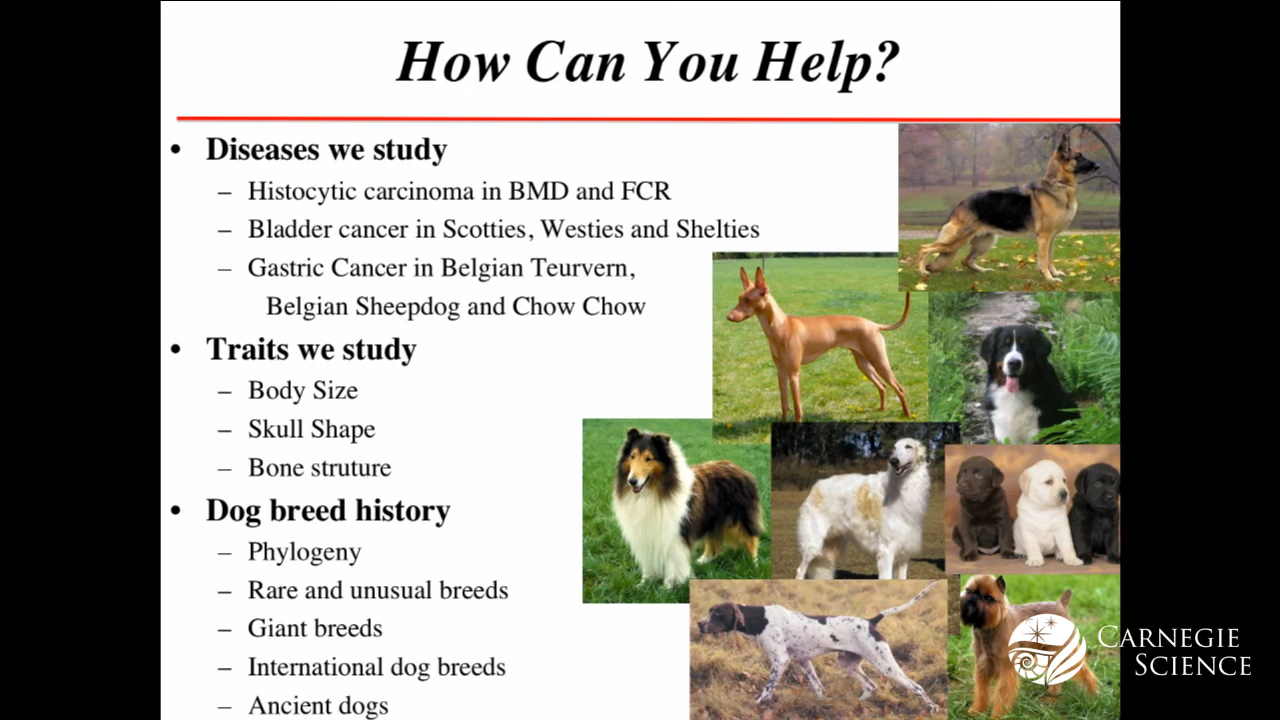 How Can You Help?
• Diseases we study
– Histocytic carcinoma in BMD and FCR
– Bladder cancer in Scotties, Westies and Shelties
– Gastric Cancer in Belgian Teurvern,
Belgian Sheepdog and Chow Chow
• Traits we study
– Body Size
– Skull Shape
– Bone struture
• Dog breed history
– Phylogeny
– Rare and unusual breeds
– Giant breeds
– International dog breeds
– Ancient dogs
CARNEGIE
SCIENCE